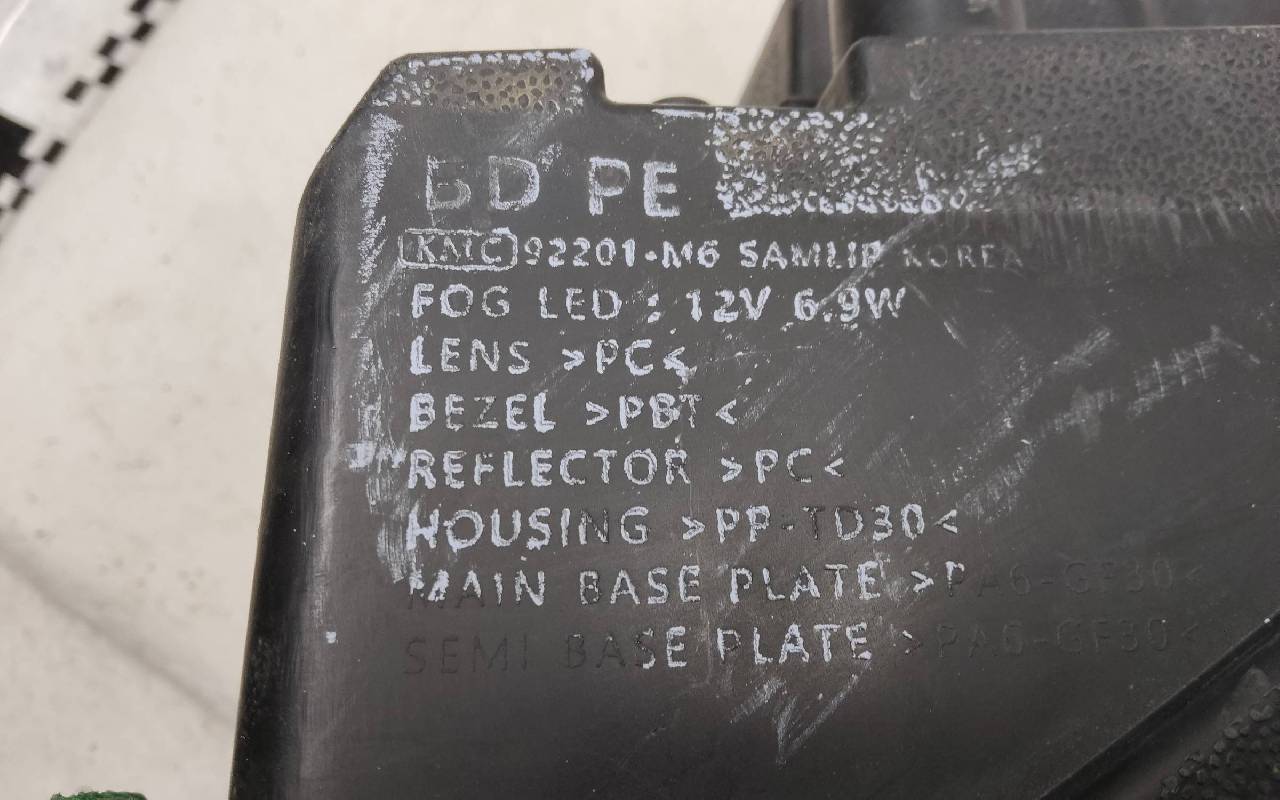 BD PE
KMC 92201-M6 SAMLIP KOREA
FOG LED : 12V 6.9W
LENS >PC<
BEZEL >PBT<
REFLECTOR >PC<
HOUSING >PP-TD30<
MAIN BASE PLATE >PA6-GF30<
SEMI BASE PLATE >PA6-GF30<